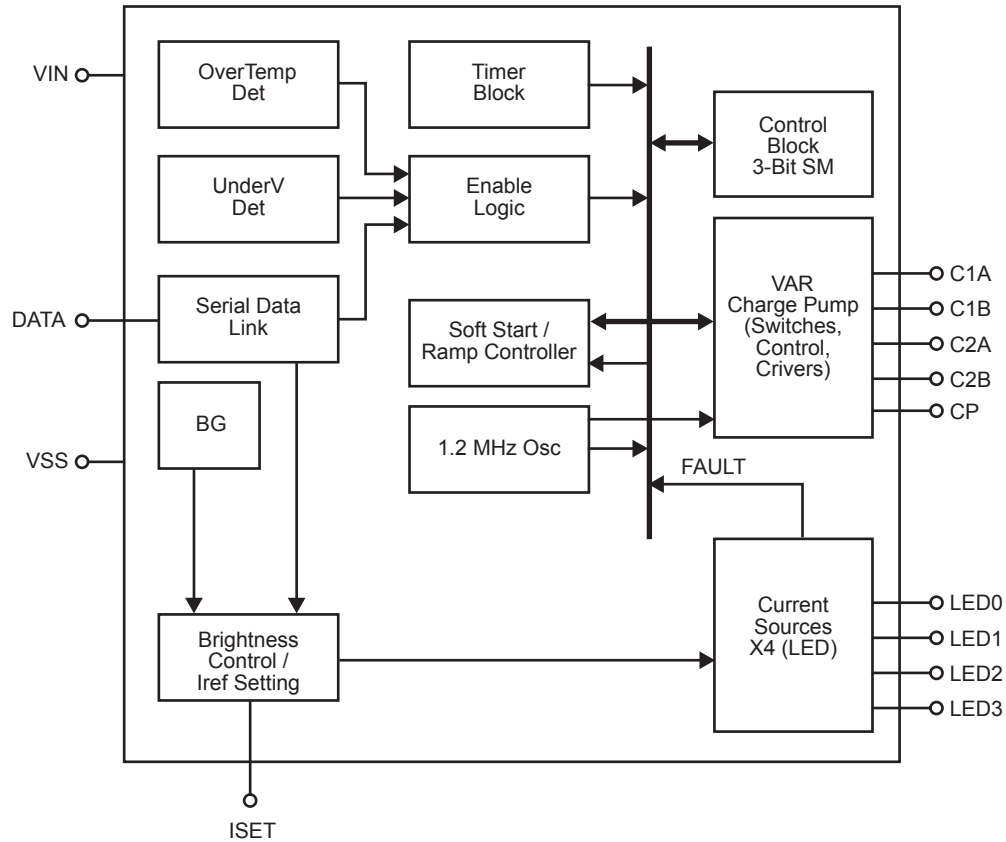 VIN
OverTemp
Det
Timer
Block
Control
Block
3-Bit SM
UnderV
Det
Enable
Logic
DATA
Serial Data
Link
Soft Start /
Ramp Controller
VAR
Charge Pump
(Switches,
Control,
Crivers)
C1A
C1B
C2A
C2B
CP
BG
VSS
1.2 MHz Osc
FAULT
Brightness
Control /
Iref Setting
Current
Sources
X4 (LED)
LED0
LED1
LED2
LED3
ISET